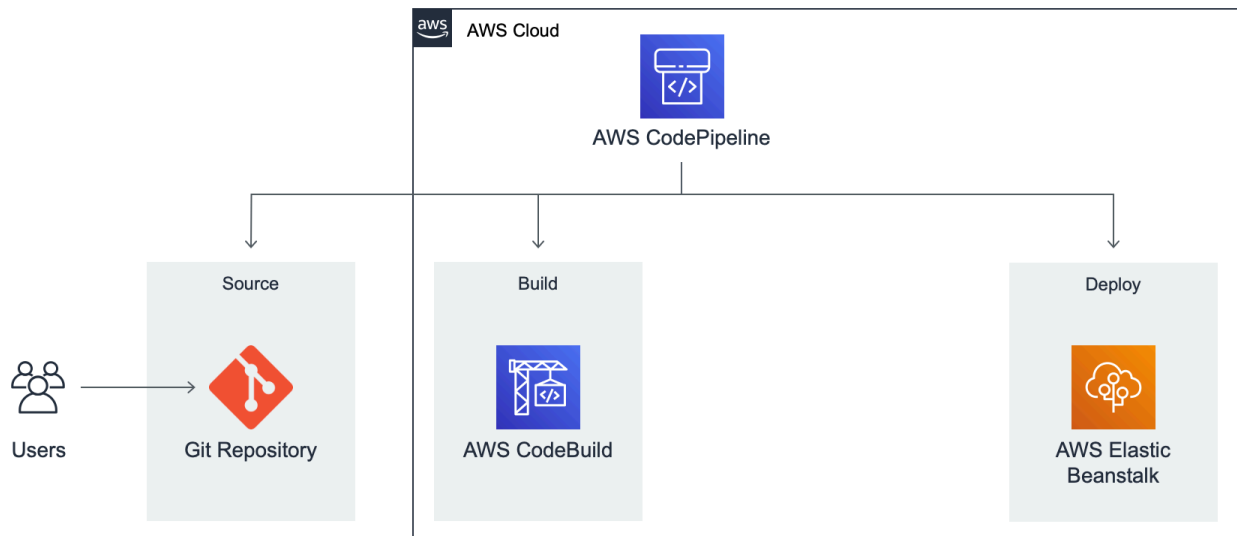 aws
AWS Cloud
</>
AWS CodePipeline
Source
Build
Deploy
</>
Users
Git Repository
AWS CodeBuild
AWS Elastic
Beanstalk